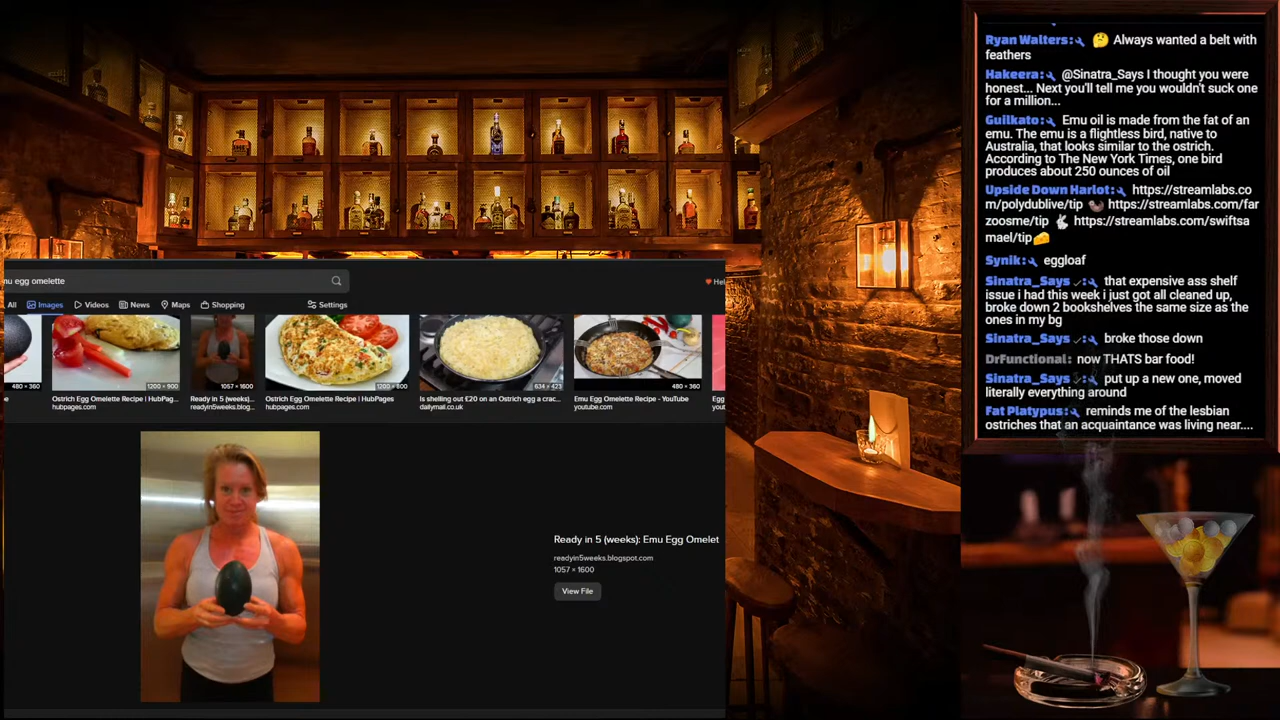 mu egg omelette
Hel
All Images Videos News Maps Shopping Settings
480 × 360
1200 × 900
1057 × 1600
1200 × 800
634 × 423
480 × 360
Ostrich Egg Omelette Recipe | HubPag...
hubpages.com
Ready in 5 (weeks):
readyin5weeks.blog...
Ostrich Egg Omelette Recipe | HubPages
hubpages.com
Is shelling out £20 on an Ostrich egg a crac...
dailymail.co.uk
Emu Egg Omelette Recipe - YouTube
youtube.com
Ready in 5 (weeks): Emu Egg Omelet
readyin5weeks.blogspot.com
1057 × 1600
View File
Ryan Walters: 🤔 Always wanted a belt with
feathers
Hakeera: @Sinatra_Says I thought you were
honest... Next you'll tell me you wouldn't suck one
for a million...
Guilkato: Emu oil is made from the fat of an
emu. The emu is a flightless bird, native to
Australia, that looks similar to the ostrich.
According to The New York Times, one bird
produces about 250 ounces of oil
Upside Down Harlot: https://streamlabs.co
m/polydublive/tip https://streamlabs.com/far
zoosme/tip https://streamlabs.com/swiftsa
mael/tip
Synik: eggloaf
Sinatra_Says : that expensive ass shelf
issue i had this week i just got all cleaned up,
broke down 2 bookshelves the same size as the
ones in my bg
Sinatra_Says : broke those down
DrFunctional: now THATS bar food!
Sinatra_Says : put up a new one, moved
literally everything around
Fat Platypus: reminds me of the lesbian
ostriches that an acquaintance was living near....